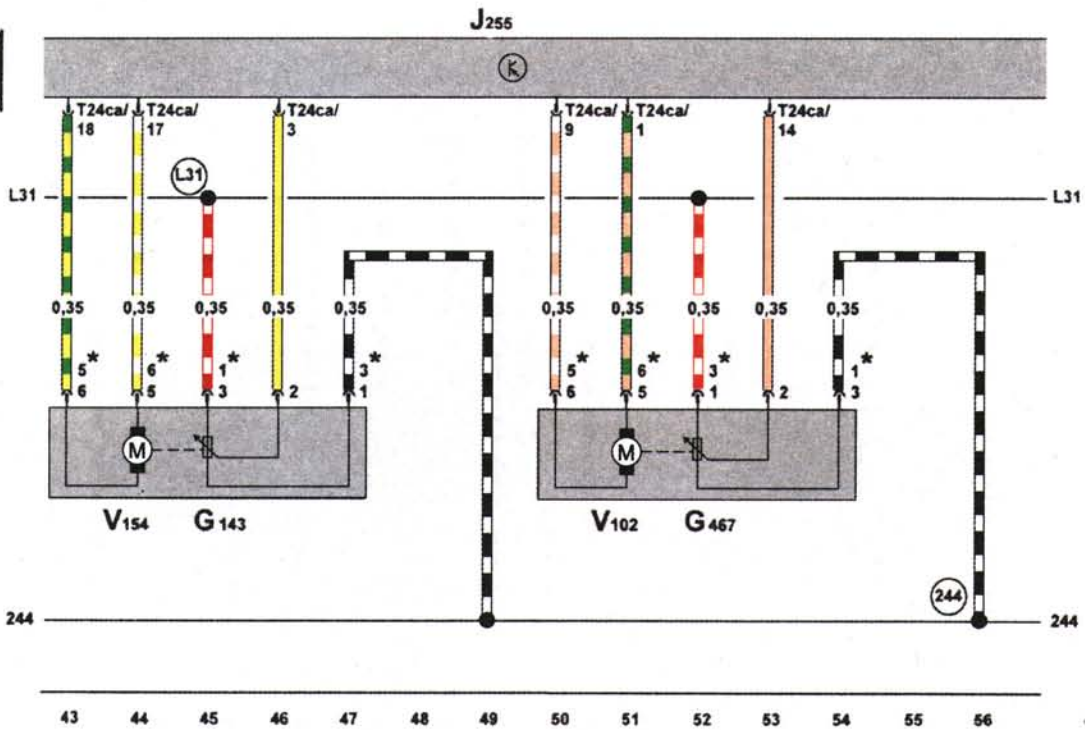 J255
T24ca/ T24ca/ T24ca/ T24ca/ T24ca/ T24ca/
18 17 3 9 1 14
L31 L31 L31
0,35 0,35 0,35 0,35 0,35 0,35 0,35 0,35 0,35 0,35
5* 6* 1* 3* 5* 6* 3* 1*
6 5 3 2 1 6 5 1 2 3
M M
V154 G143 V102 G467
244
244 244
43 44 45 46 47 48 49 50 51 52 53 54 55 56